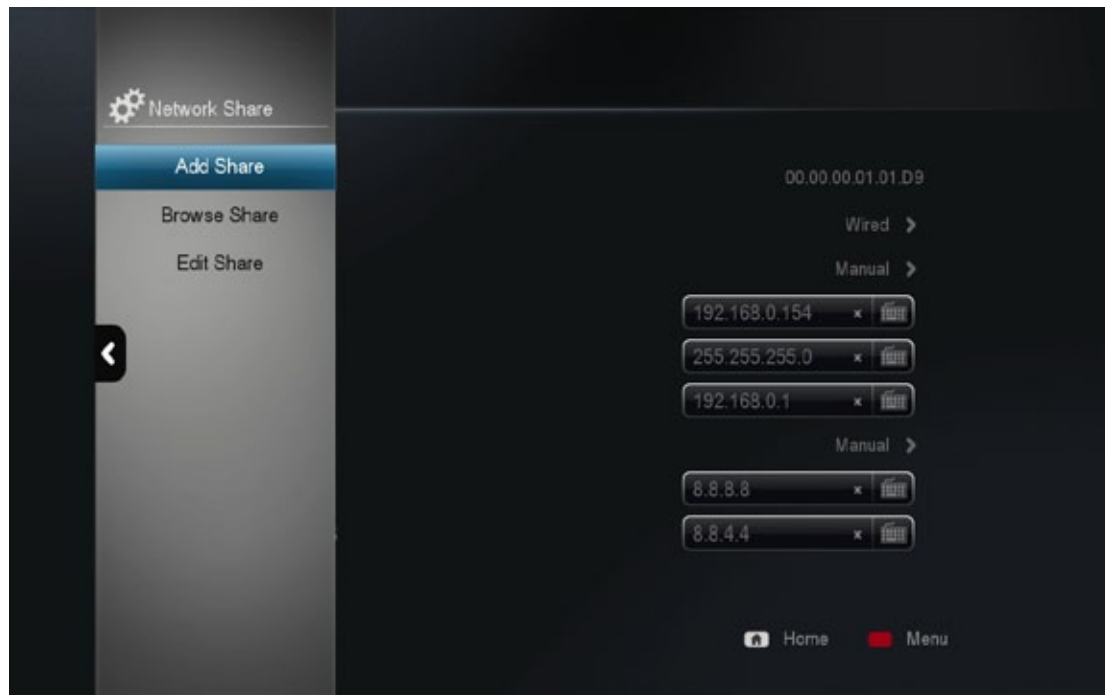 Network Share
Add Share
Browse Share
Edit Share
00.00.00.01.01.D9
Wired
Manual
192.168.0.154
255.255.255.0
192.168.0.1
Manual
8.8.8.8
8.8.4.4
Home Menu